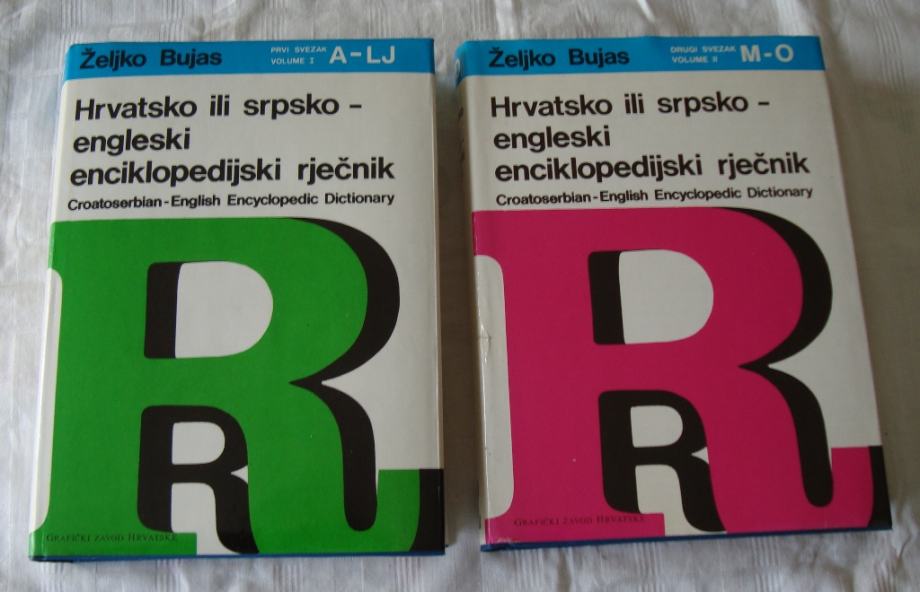 Željko Bujas
PRVI SVEZAK
VOLUME I
A-LJ
Hrvatsko ili srpsko -
engleski
enciklopedijski rječnik
Croatoserbian-English Encyclopedic Dictionary
GRAFIČKI ZAVOD HRVATSKE
Željko Bujas
DRUGI SVEZAK
VOLUME II
M-O
Hrvatsko ili srpsko -
engleski
enciklopedijski rječnik
Croatoserbian-English Encyclopedic Dictionary
GRAFIČKI ZAVOD HRVATSKE